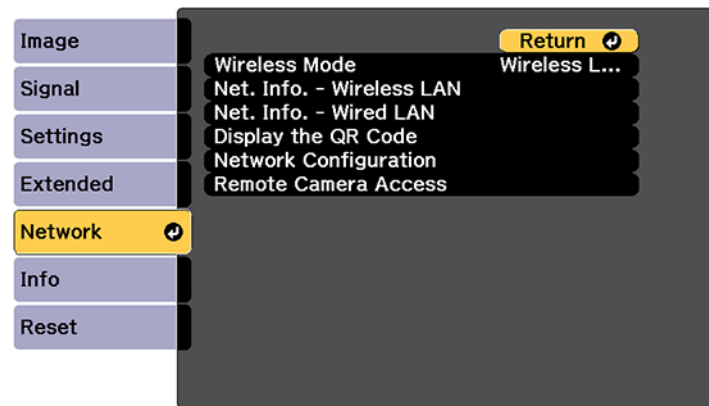 Image
Signal
Settings
Extended
Network
Info
Reset
Return
Wireless Mode Wireless L...
Net. Info. - Wireless LAN
Net. Info. - Wired LAN
Display the QR Code
Network Configuration
Remote Camera Access